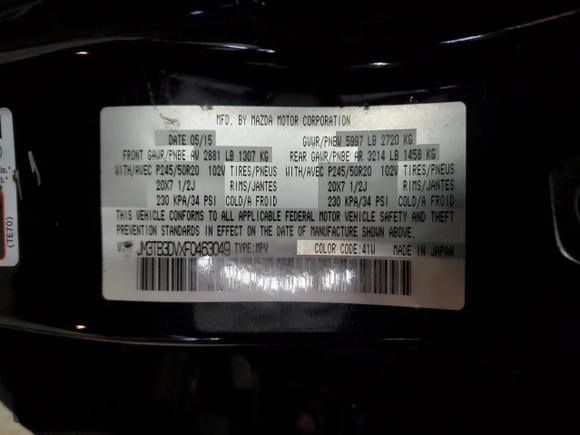 MFD. BY MAZDA MOTOR CORPORATION
DATE 05/15 GVWR/PNBV 5997 LB 2720 KG
FRONT GAWR/PNBE AV 2881 LB 1307 KG REAR GAWR/PNBE AR 3214 LB 1458 KG
WITH/AVEC P245/50R20 102V TIRES/PNEUS WITH/AVEC P245/50R20 102V TIRES/PNEUS
20X7 1/2J RIMS/JANTES 20X7 1/2J RIMS/JANTES
230 KPA/34 PSI COLD/A FROID 230 KPA/34 PSI COLD/A FROID
THIS VEHICLE CONFORMS TO ALL APPLICABLE FEDERAL MOTOR VEHICLE SAFETY AND THEFT
PREVENTION STANDARDS IN EFFECT ON THE DATE OF MANUFACTURE SHOWN ABOVE.
JM3TB3DVXF0463049 TYPE:MPV COLOR CODE:41W MADE IN JAPAN
(TE70)